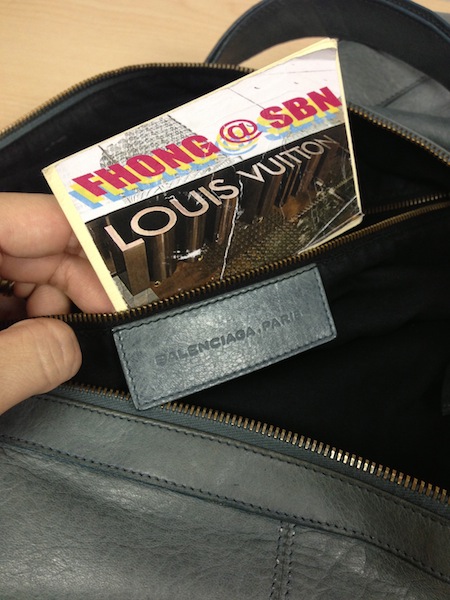 FHONG @ SBN
LOUIS VUITTON
BALENCIAGA.PARIS